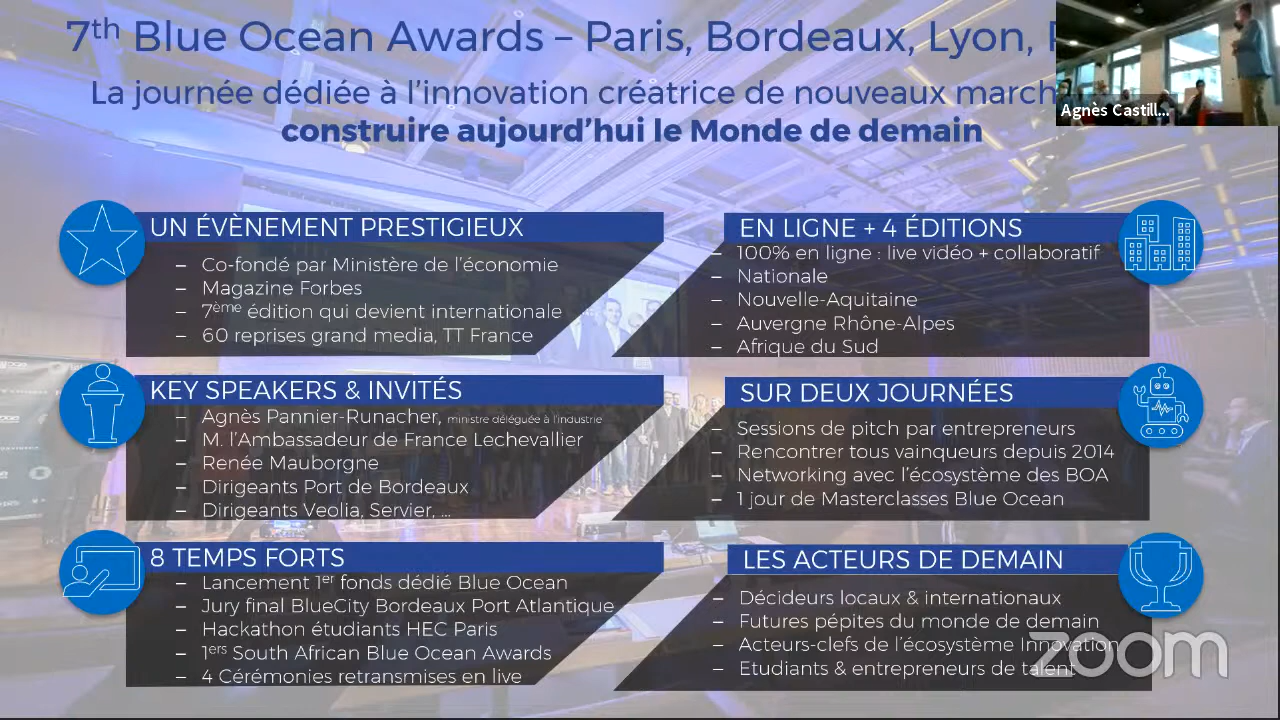 7th Blue Ocean Awards – Paris, Bordeaux, Lyon,
La journée dédiée à l'innovation créatrice de nouveaux
construire aujourd'hui le Monde de demain
Agnès Castill...
UN ÉVÈNEMENT PRESTIGIEUX
– Co-fondé par Ministère de l'économie
– Magazine Forbes
– 7ème édition qui devient internationale
– 60 reprises grand media, TT France
EN LIGNE + 4 ÉDITIONS
– 100% en ligne : live vidéo + collaboratif
– Nationale
– Nouvelle-Aquitaine
– Auvergne Rhône-Alpes
– Afrique du Sud
KEY SPEAKERS & INVITÉS
– Agnès Pannier-Runacher, ministre déléguée à l'industrie
– M. l'Ambassadeur de France Lechevallier
– Renée Mauborgne
– Dirigeants Port de Bordeaux
– Dirigeants Veolia, Servier, ...
SUR DEUX JOURNÉES
– Sessions de pitch par entrepreneurs
– Rencontrer tous vainqueurs depuis 2014
– Networking avec l'écosystème des BOA
– 1 jour de Masterclasses Blue Ocean
8 TEMPS FORTS
– Lancement 1er fonds dédié Blue Ocean
– Jury final BlueCity Bordeaux Port Atlantique
– Hackathon étudiants HEC Paris
– 1ers South African Blue Ocean Awards
– 4 Cérémonies retransmises en live
LES ACTEURS DE DEMAIN
– Décideurs locaux & internationaux
– Futures pépites du monde de demain
– Acteurs-clefs de l'écosystème Innovation
– Etudiants & entrepreneurs de talent
zoom